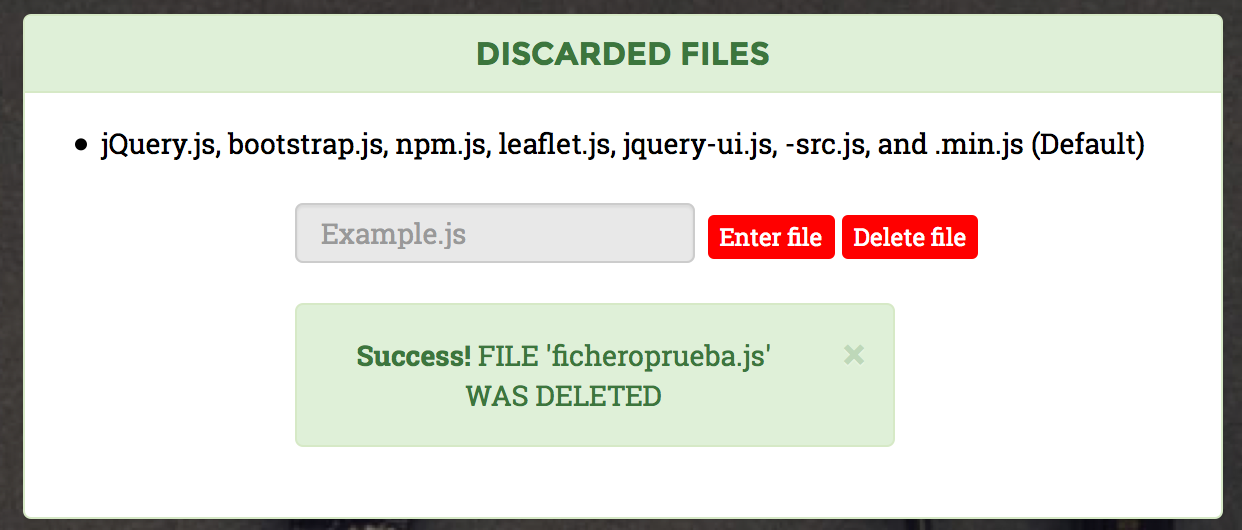 DISCARDED FILES
• jQuery.js, bootstrap.js, npm.js, leaflet.js, jquery-ui.js, -src.js, and .min.js (Default)
Example.js Enter file Delete file
Success! FILE 'ficheroprueba.js' ×
WAS DELETED